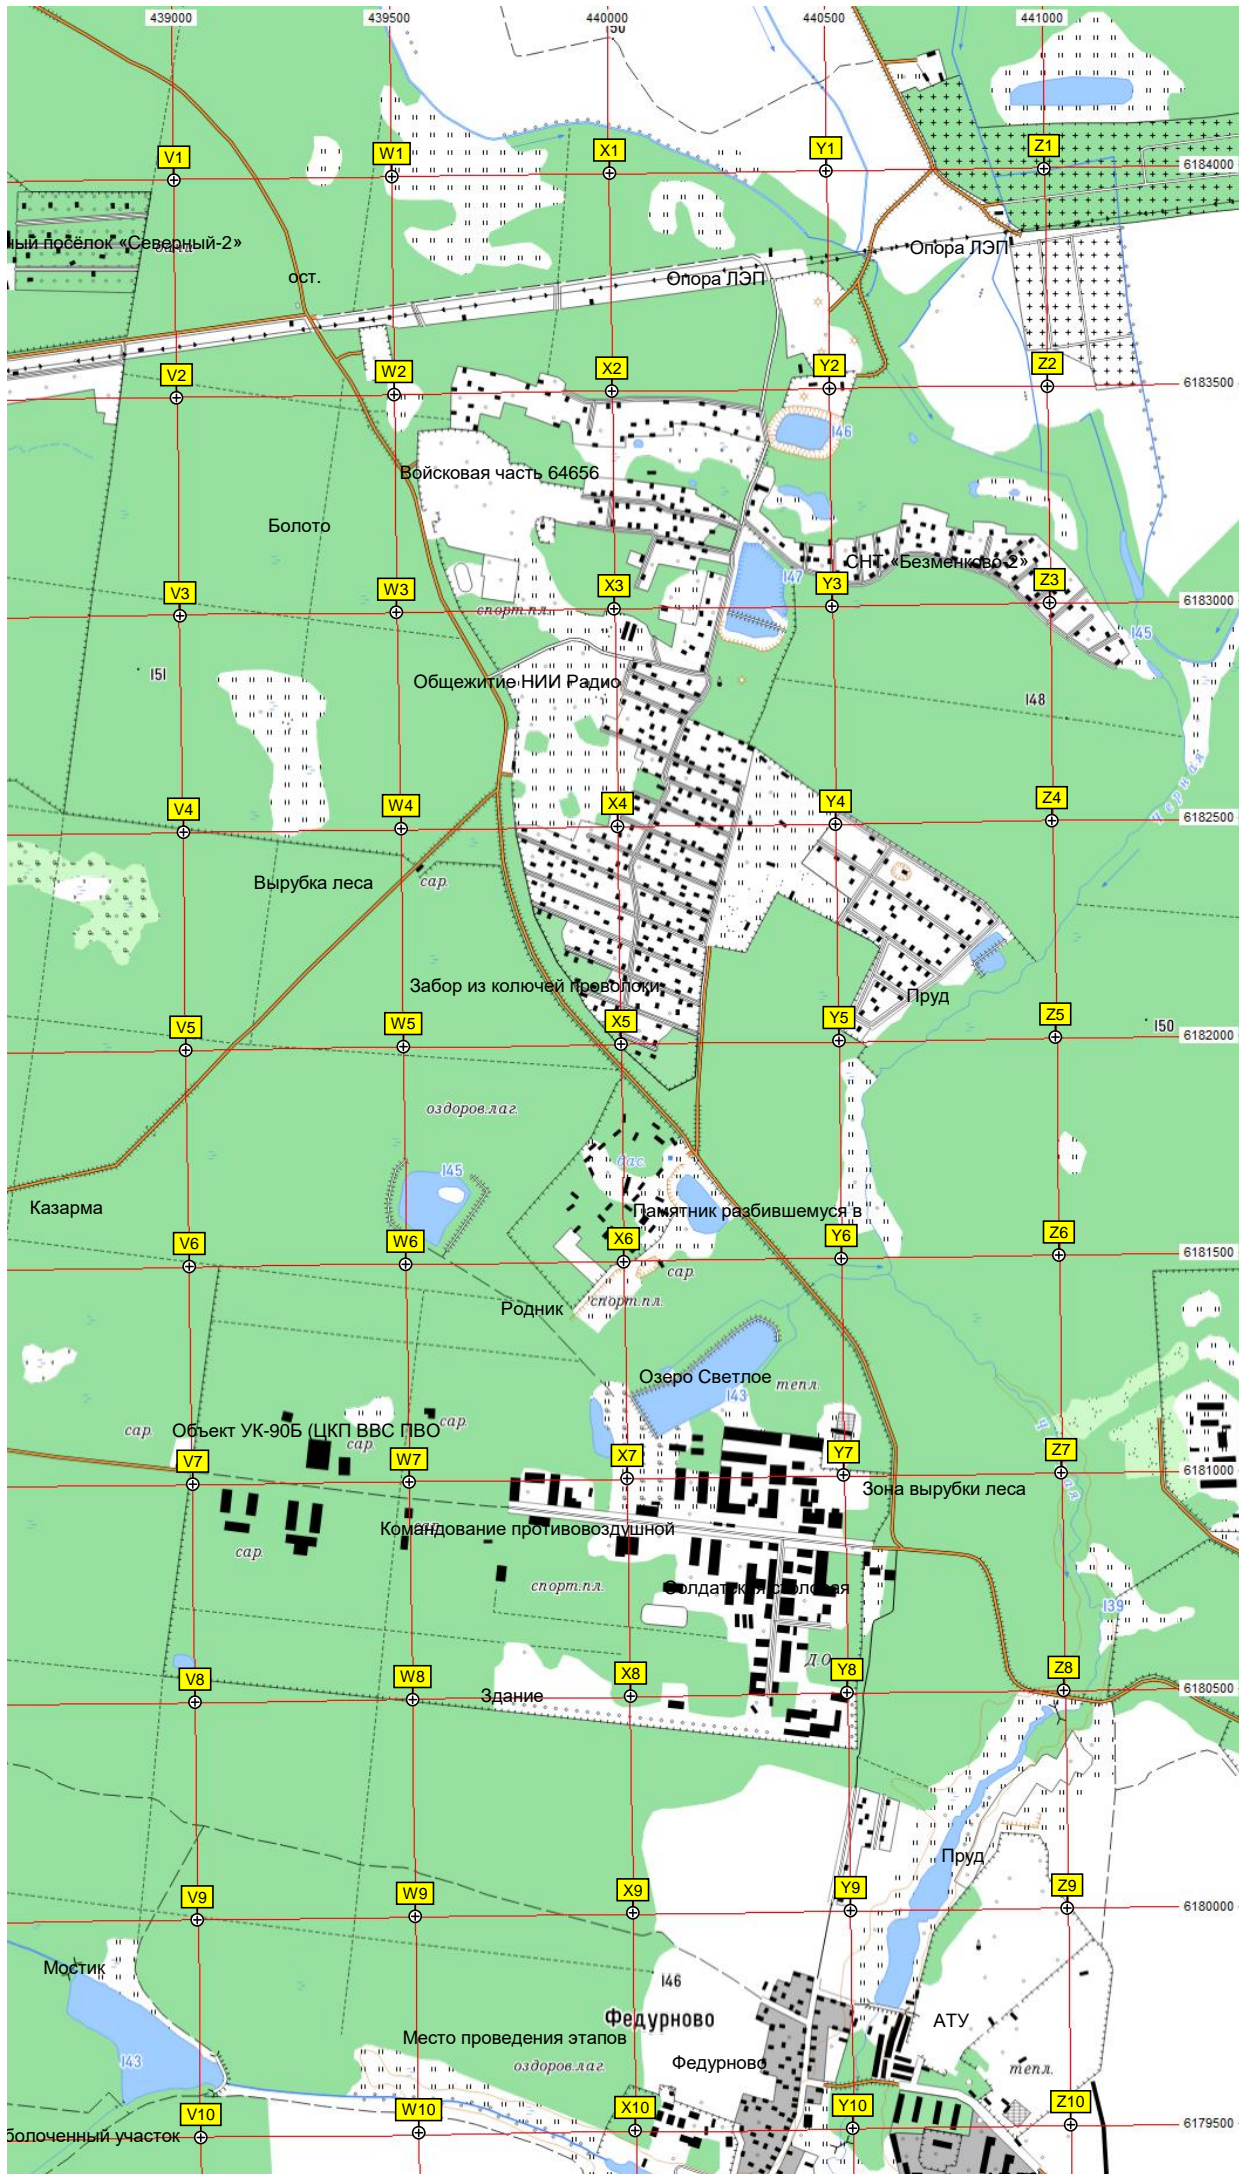 439000 439500 440000 440500 441000
150
V1 W1 X1 Y1 Z1 6184000
ный посёлок «Северный-2»
дачи
ост.
Опора ЛЭП
Опора ЛЭП
V2 W2 X2 Y2 Z2 6183500
146
Войсковая часть 64656
Болото
СНТ «Безменково-2»
147
V3 W3 X3 Y3 Z3 6183000
спорт.пл.
145
151
Общежитие НИИ Радио
148
Черная
V4 W4 X4 Y4 Z4 6182500
Вырубка леса
сар.
Забор из колючей проволоки
Пруд
V5 W5 X5 Y5 Z5 150
6182000
оздоров.лаг.
бас.
145
Казарма
Памятник разбившемуся в
V6 W6 X6 Y6 Z6 6181500
сар.
Родник
спорт.пл.
Озеро Светлое
тепл.
143
сар.
Объект УК-90Б (ЦКП ВВС ПВО
сар.
сар.
V7 W7 X7 Y7 Z7 6181000
Зона вырубки леса
Командование противовоздушной
сар.
сар.
спорт.пл.
Солдатская столовая
139
Д.О.
V8 W8 X8 Y8 Z8 6180500
Здание
Пруд
V9 W9 X9 Y9 Z9 6180000
Мостик
146
Федурново
АТУ
Место проведения этапов
Федурново
143
оздоров.лаг.
тепл.
V10 W10 X10 Y10 Z10 6179500
болоченный участок